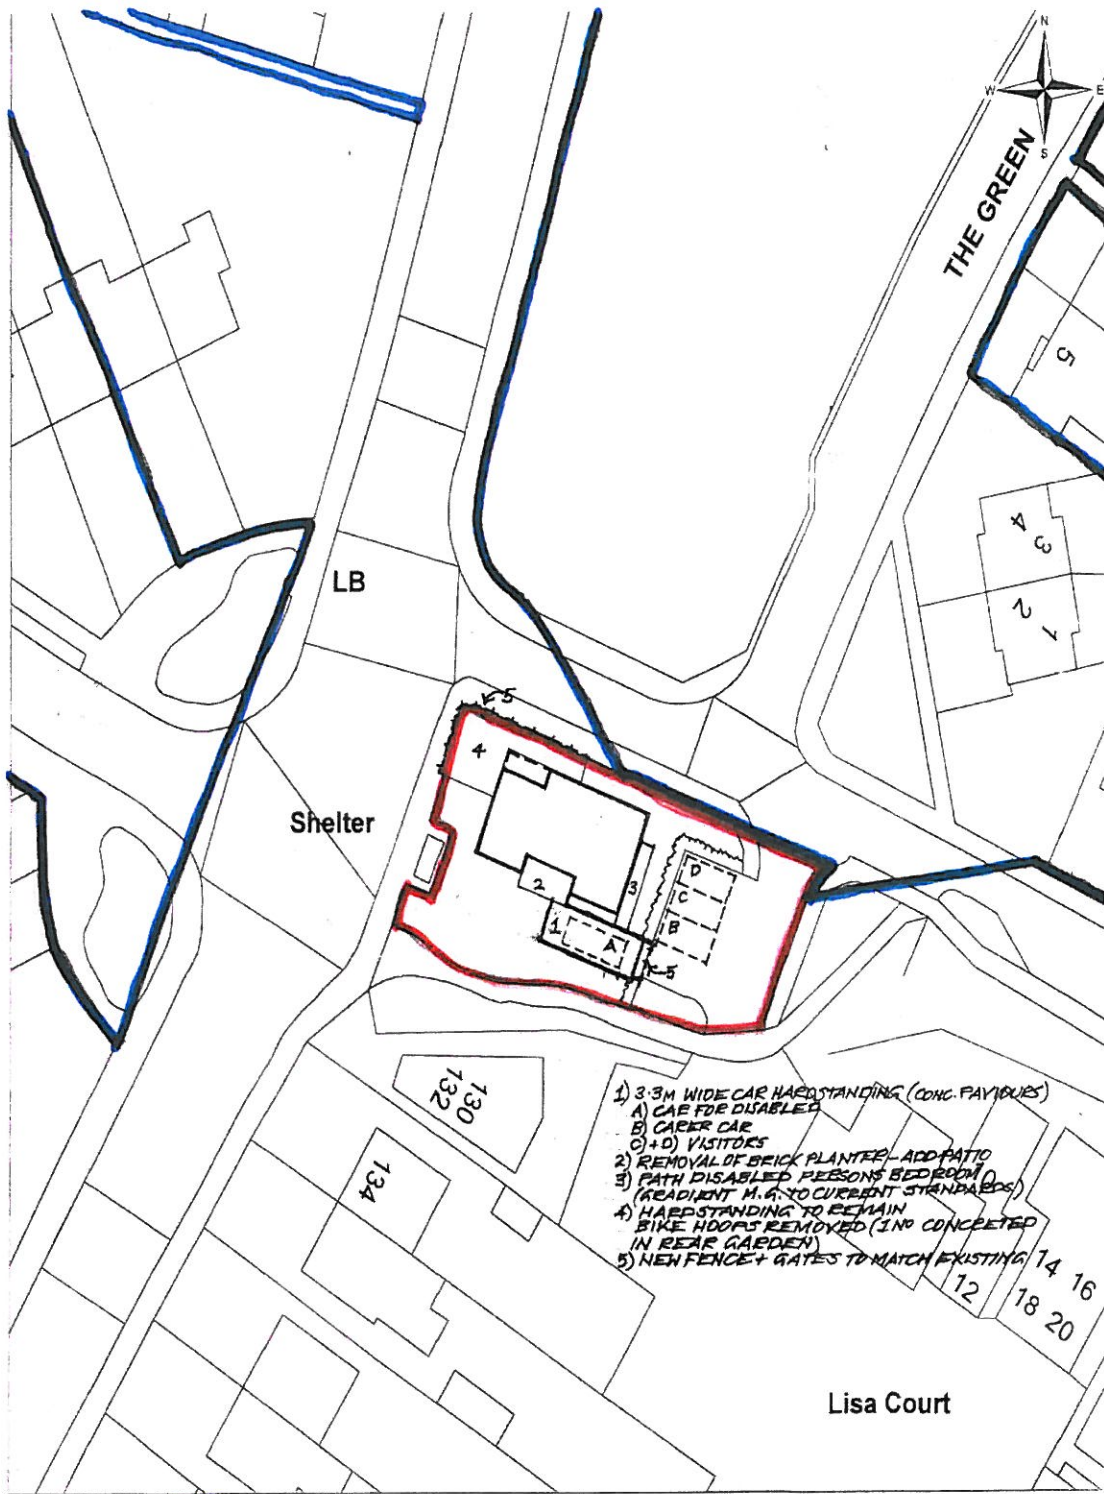 N
W E
S
THE GREEN
5
4
3
2
1
LB
5
4
Shelter
D
3
C
2
B
1
A
5
130
132
134
1) 3·3M WIDE CAR HARDSTANDING (CONC. PAVIOURS)
A) CAR FOR DISABLED
B) CARER CAR
C)+D) VISITORS
2) REMOVAL OF BRICK PLANTER - ADD PATIO
3) PATH DISABLED PERSONS BEDROOM
(GRADIENT M.G. TO CURRENT STANDARDS)
4) HARDSTANDING TO REMAIN
BIKE HOOPS REMOVED (1NO CONCRETED
IN REAR GARDEN)
5) NEW FENCE + GATES TO MATCH EXISTING
14 16
12 18 20
Lisa Court